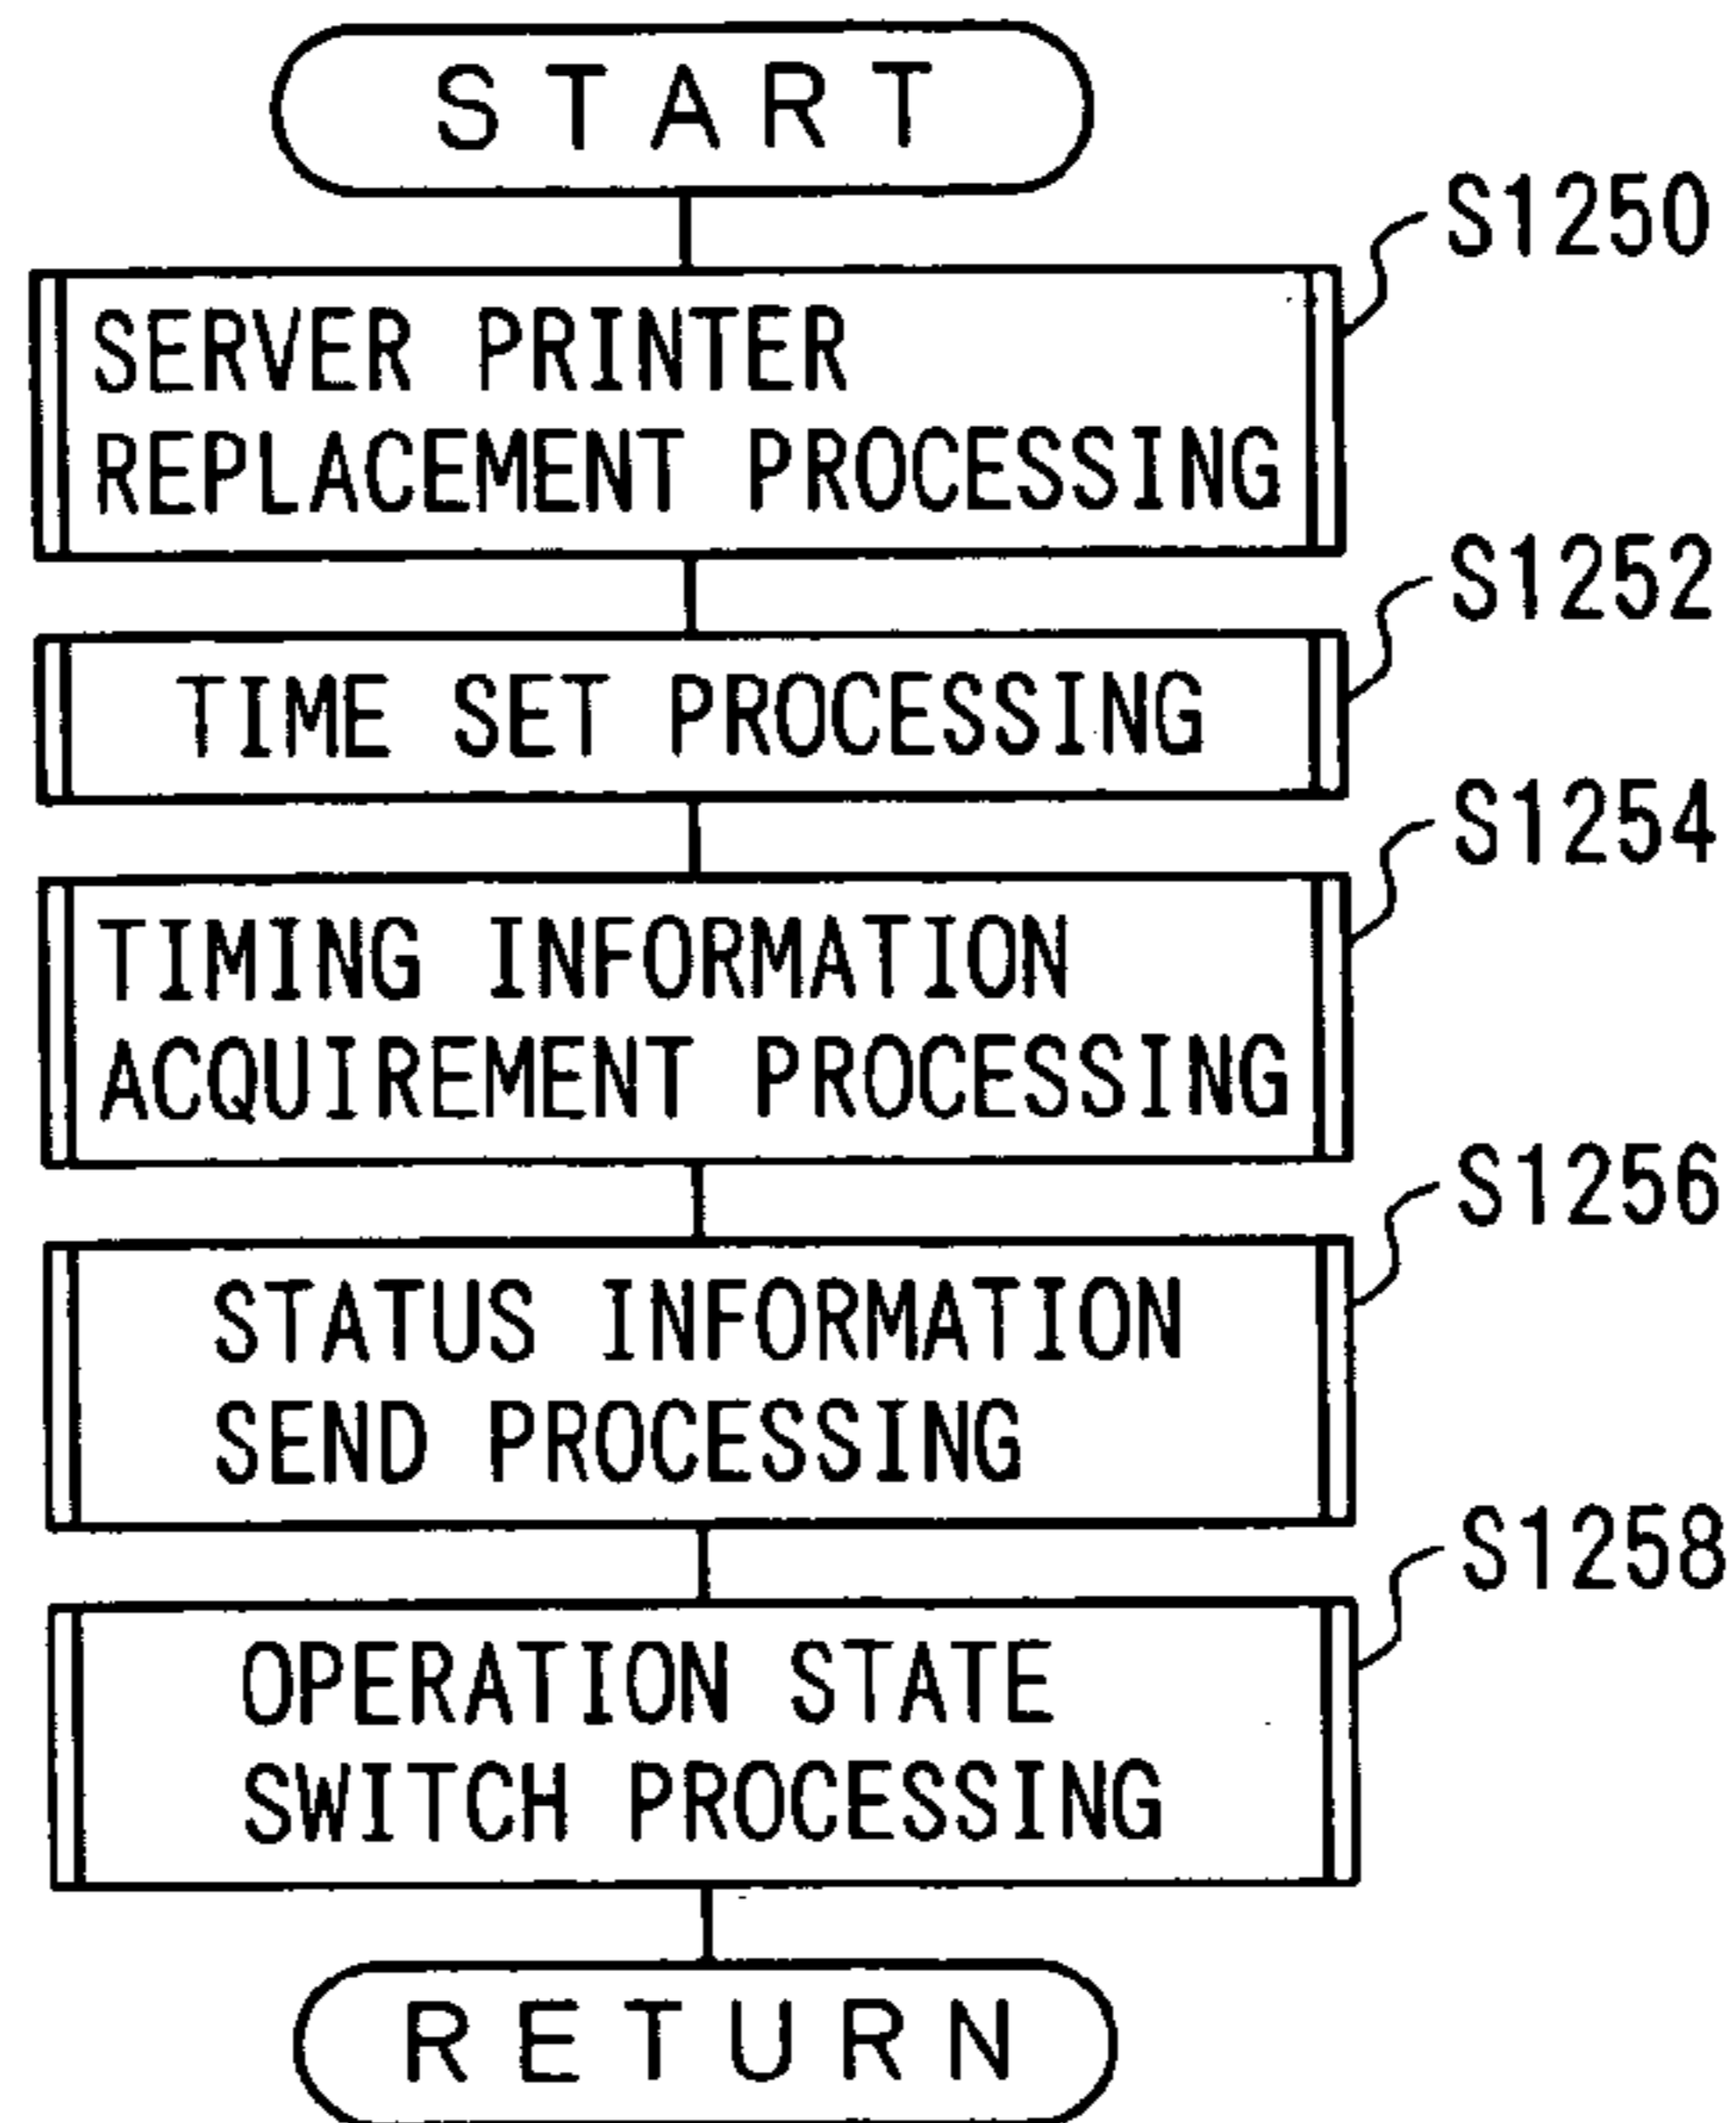 START
S1250
SERVER PRINTER
REPLACEMENT PROCESSING
S1252
TIME SET PROCESSING
S1254
TIMING INFORMATION
ACQUIREMENT PROCESSING
S1256
STATUS INFORMATION
SEND PROCESSING
S1258
OPERATION STATE
SWITCH PROCESSING
RETURN